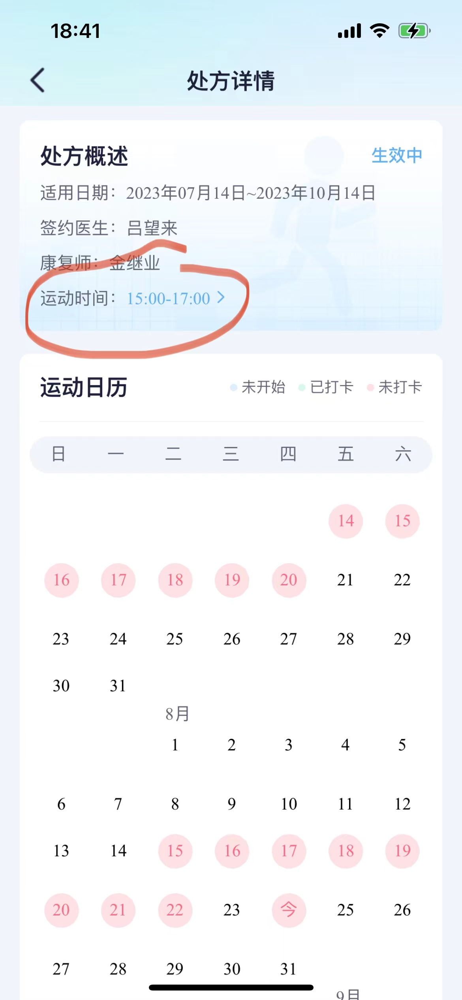 18:41
处方详情
处方概述 生效中
适用日期：2023年07月14日~2023年10月14日
签约医生：吕望来
康复师：金继业
运动时间：15:00-17:00
运动日历 未开始 已打卡 未打卡
日 一 二 三 四 五 六
14 15
16 17 18 19 20 21 22
23 24 25 26 27 28 29
30 31
8月
1 2 3 4 5
6 7 8 9 10 11 12
13 14 15 16 17 18 19
20 21 22 23 今 25 26
27 28 29 30 31
9月